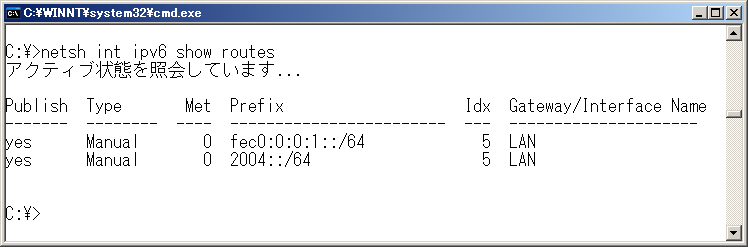 C:¥WINNT¥system32¥cmd.exe
C:¥>netsh int ipv6 show routes
アクティブ状態を照会しています...
Publish  Type      Met  Prefix                    Idx  Gateway/Interface Name
-------  --------  ----  ------------------------  ---  ---------------------
yes      Manual       0  fec0:0:0:1::/64             5  LAN
yes      Manual       0  2004::/64                   5  LAN
C:¥>